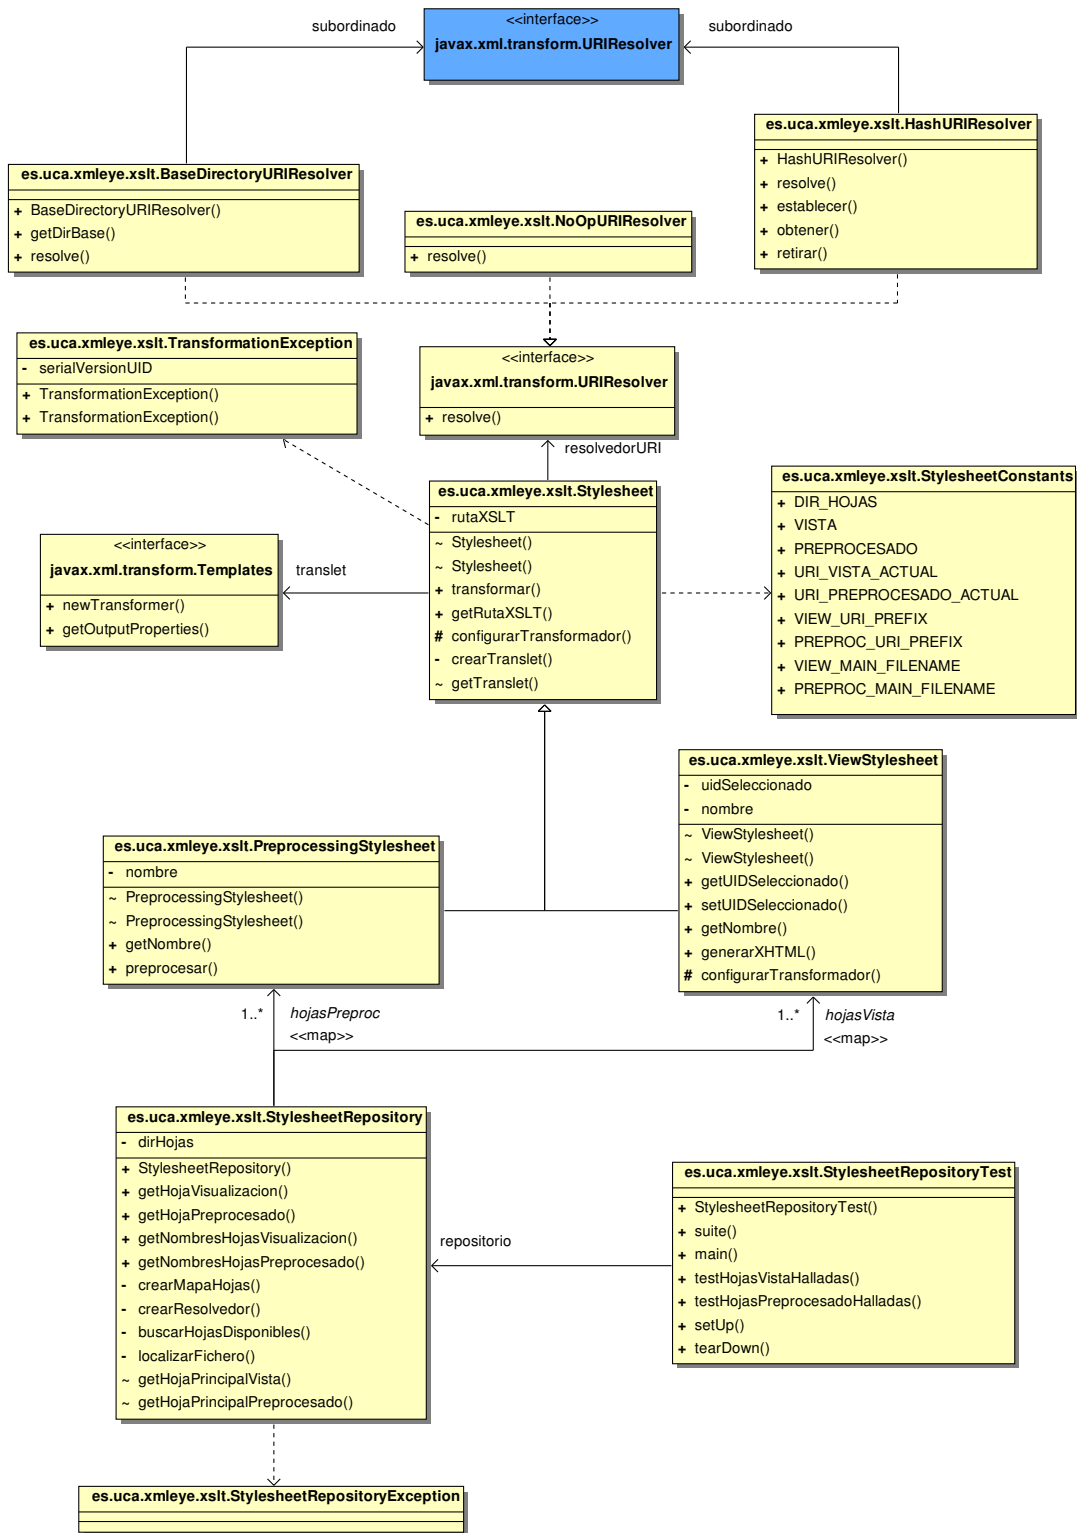 subordinado
<<interface>>
javax.xml.transform.URIResolver
subordinado
es.uca.xmleye.xslt.HashURIResolver
+ HashURIResolver()
+ resolve()
+ establecer()
+ obtener()
+ retirar()
es.uca.xmleye.xslt.BaseDirectoryURIResolver
+ BaseDirectoryURIResolver()
+ getDirBase()
+ resolve()
es.uca.xmleye.xslt.NoOpURIResolver
+ resolve()
es.uca.xmleye.xslt.TransformationException
- serialVersionUID
+ TransformationException()
+ TransformationException()
<<interface>>
javax.xml.transform.URIResolver
+ resolve()
resolvedorURI
es.uca.xmleye.xslt.Stylesheet
- rutaXSLT
~ Stylesheet()
~ Stylesheet()
+ transformar()
+ getRutaXSLT()
# configurarTransformador()
- crearTranslet()
~ getTranslet()
es.uca.xmleye.xslt.StylesheetConstants
+ DIR_HOJAS
+ VISTA
+ PREPROCESADO
+ URI_VISTA_ACTUAL
+ URI_PREPROCESADO_ACTUAL
+ VIEW_URI_PREFIX
+ PREPROC_URI_PREFIX
+ VIEW_MAIN_FILENAME
+ PREPROC_MAIN_FILENAME
<<interface>>
javax.xml.transform.Templates
+ newTransformer()
+ getOutputProperties()
translet
es.uca.xmleye.xslt.ViewStylesheet
- uidSeleccionado
- nombre
~ ViewStylesheet()
~ ViewStylesheet()
+ getUIDSeleccionado()
+ setUIDSeleccionado()
+ getNombre()
+ generarXHTML()
# configurarTransformador()
es.uca.xmleye.xslt.PreprocessingStylesheet
- nombre
~ PreprocessingStylesheet()
~ PreprocessingStylesheet()
+ getNombre()
+ preprocesar()
1..*
hojasPreproc
<<map>>
1..*
hojasVista
<<map>>
es.uca.xmleye.xslt.StylesheetRepository
- dirHojas
+ StylesheetRepository()
+ getHojaVisualizacion()
+ getHojaPreprocesado()
+ getNombresHojasVisualizacion()
+ getNombresHojasPreprocesado()
- crearMapaHojas()
- crearResolvedor()
- buscarHojasDisponibles()
- localizarFichero()
~ getHojaPrincipalVista()
~ getHojaPrincipalPreprocesado()
repositorio
es.uca.xmleye.xslt.StylesheetRepositoryTest
+ StylesheetRepositoryTest()
+ suite()
+ main()
+ testHojasVistaHalladas()
+ testHojasPreprocesadoHalladas()
+ setUp()
+ tearDown()
es.uca.xmleye.xslt.StylesheetRepositoryException